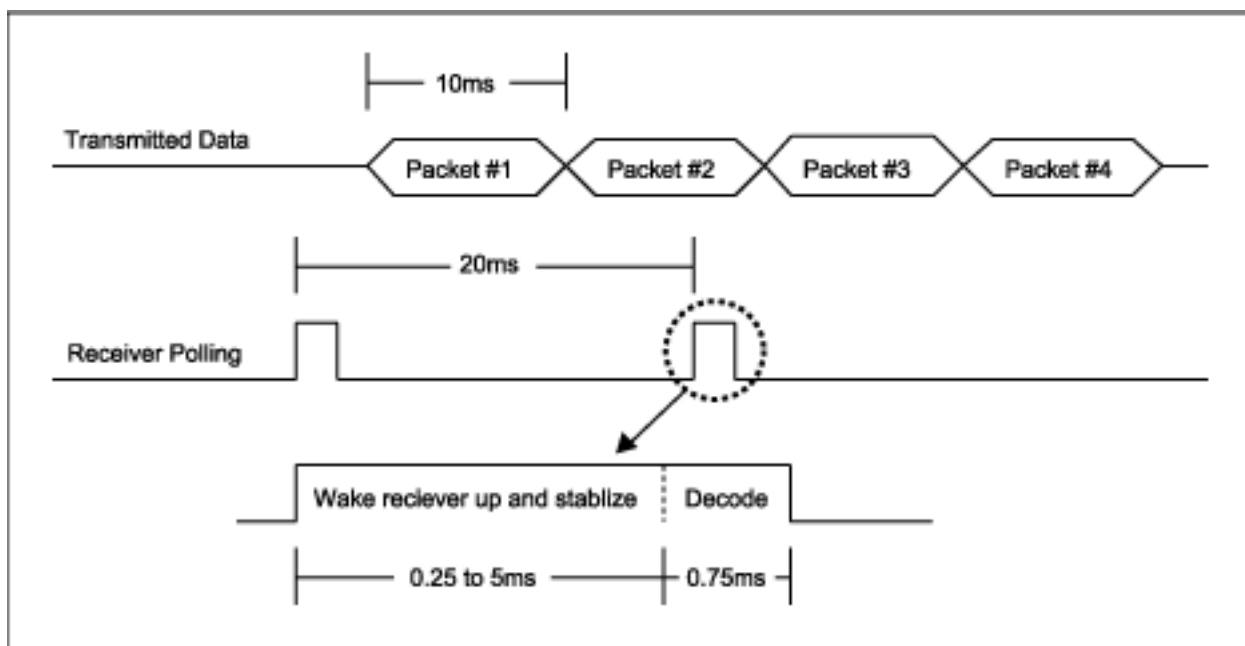 10ms
Transmitted Data
Packet #1
Packet #2
Packet #3
Packet #4
20ms
Receiver Polling
Wake reciever up and stablize
Decode
0.25 to 5ms
0.75ms